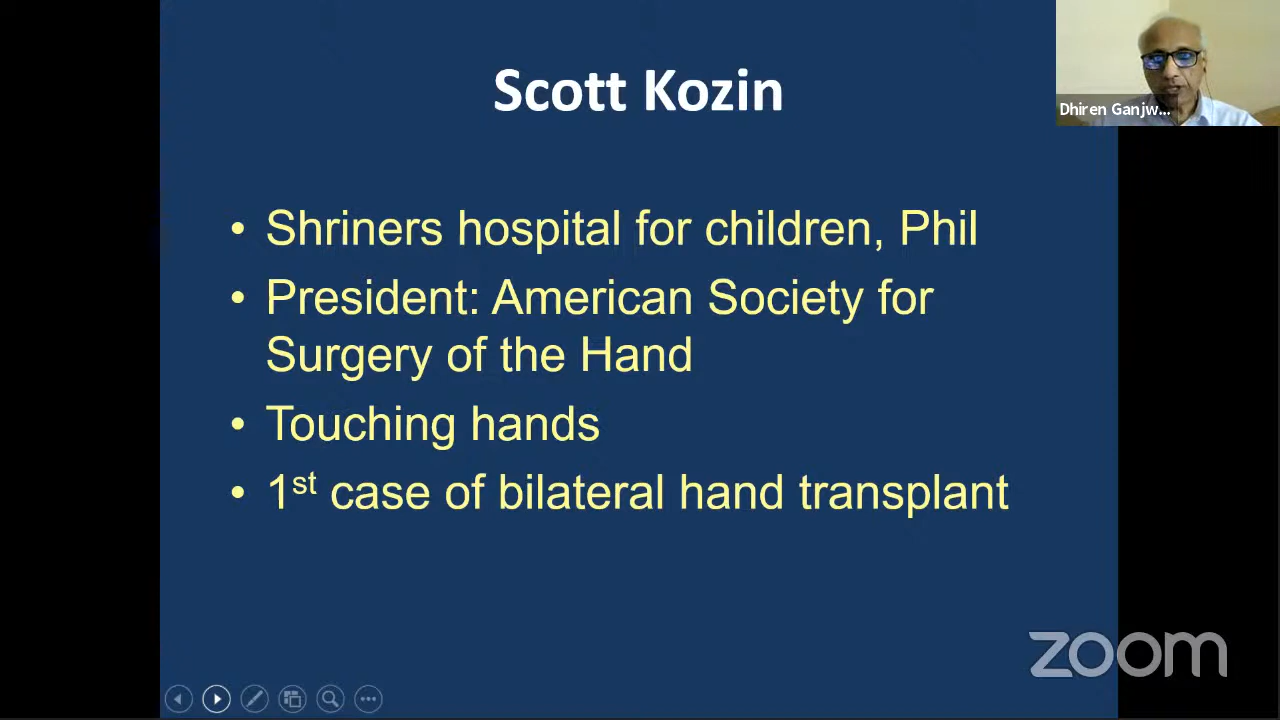 Scott Kozin
Dhiren Ganjw...
• Shriners hospital for children, Phil
• President: American Society for
Surgery of the Hand
• Touching hands
• 1st case of bilateral hand transplant
zoom